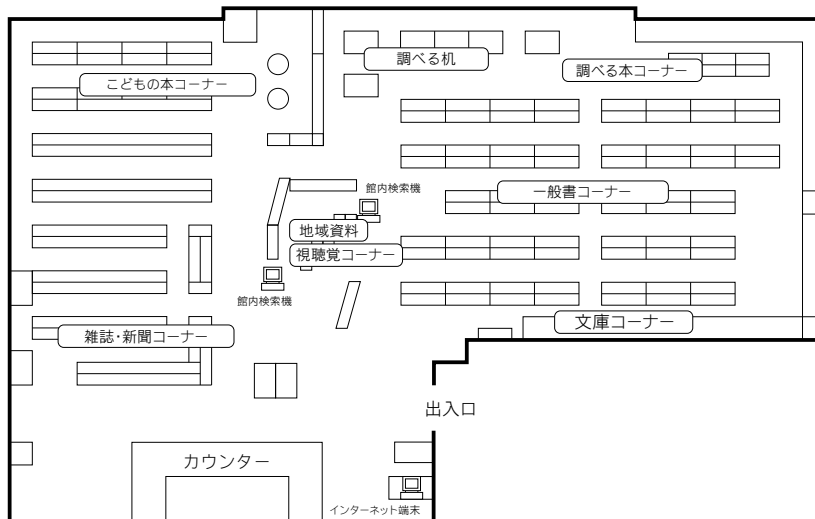 調べる机
こどもの本コーナー
調べる本コーナー
館内検索機
一般書コーナー
地域資料
視聴覚コーナー
館内検索機
文庫コーナー
雑誌・新聞コーナー
出入口
カウンター
インターネット端末